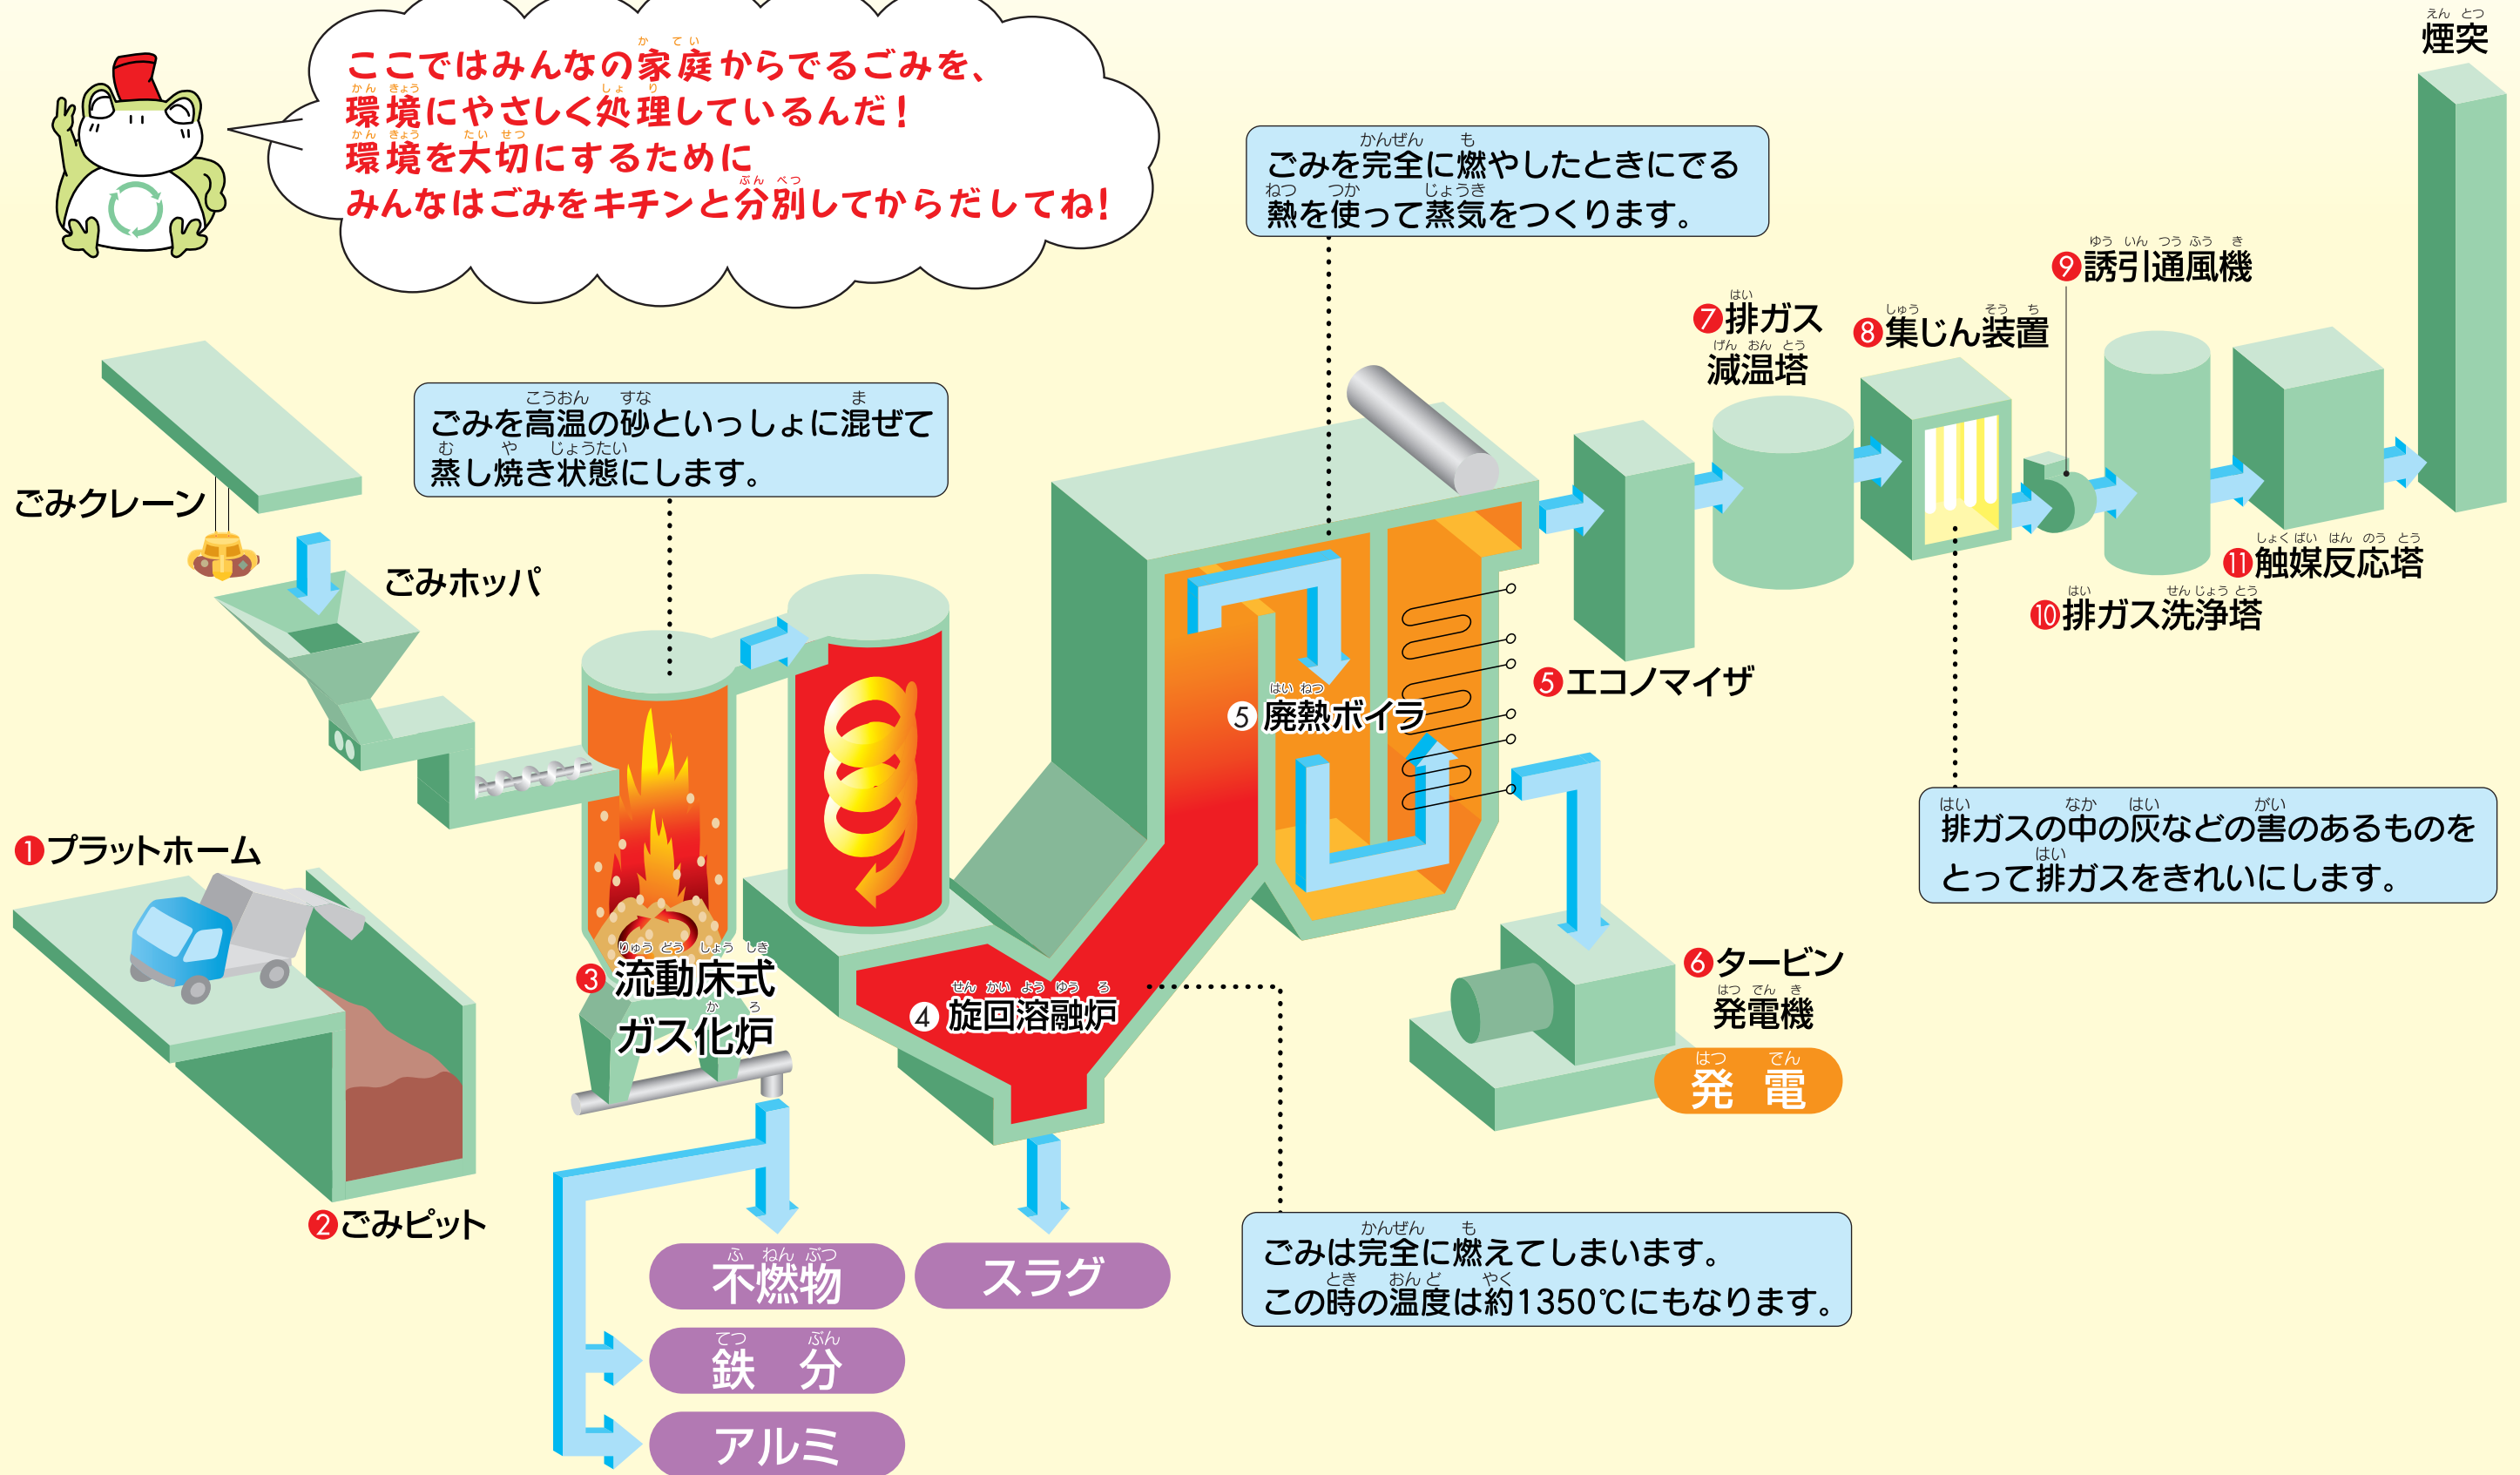 ここではみんなの家庭からでるごみを、
環境にやさしく処理しているんだ！
環境を大切にするために
みんなはごみをキチンと分別してからだしてね！
煙突
ごみを完全に燃やしたときにでる
熱を使って蒸気をつくります。
❾誘引通風機
❼排ガス
減温塔
❽集じん装置
ごみを高温の砂といっしょに混ぜて
蒸し焼き状態にします。
ごみクレーン
ごみホッパ
⓫触媒反応塔
❿排ガス洗浄塔
❺エコノマイザ
⑤廃熱ボイラ
❶プラットホーム
排ガスの中の灰などの害のあるものを
とって排ガスをきれいにします。
❸流動床式
ガス化炉
④旋回溶融炉
❻タービン
発電機
発電
❷ごみピット
不燃物
スラグ
ごみは完全に燃えてしまいます。
この時の温度は約1350℃にもなります。
鉄分
アルミ